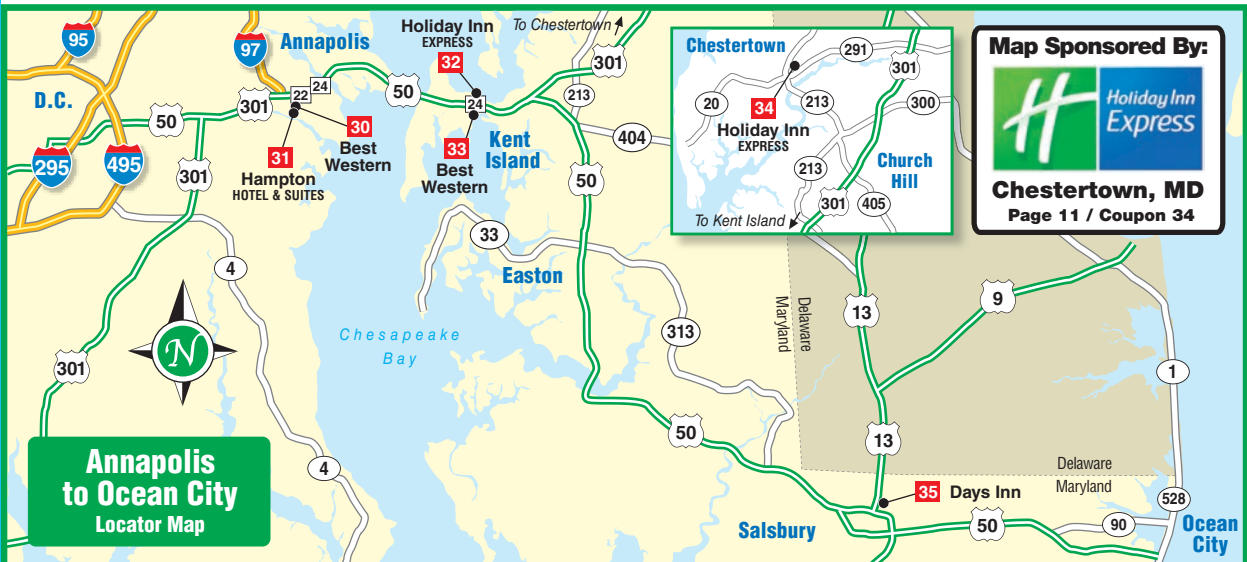 95
97
Annapolis
Holiday Inn
EXPRESS
32
To Chestertown
301
D.C.
50
301
22
24
50
24
213
404
295
495
301
31
Hampton
HOTEL & SUITES
30
Best
Western
33
Best
Western
Kent
Island
50
Chestertown
291
301
20
34
Holiday Inn
EXPRESS
213
300
Church
Hill
213
301
405
To Kent Island
Map Sponsored By:
H
Holiday Inn
Express
Chestertown, MD
Page 11 / Coupon 34
4
33
Easton
Chesapeake
Bay
N
301
313
Maryland
Delaware
13
9
1
13
50
4
Annapolis
to Ocean City
Locator Map
Delaware
Maryland
35
Days Inn
528
Salsbury
50
90
Ocean
City